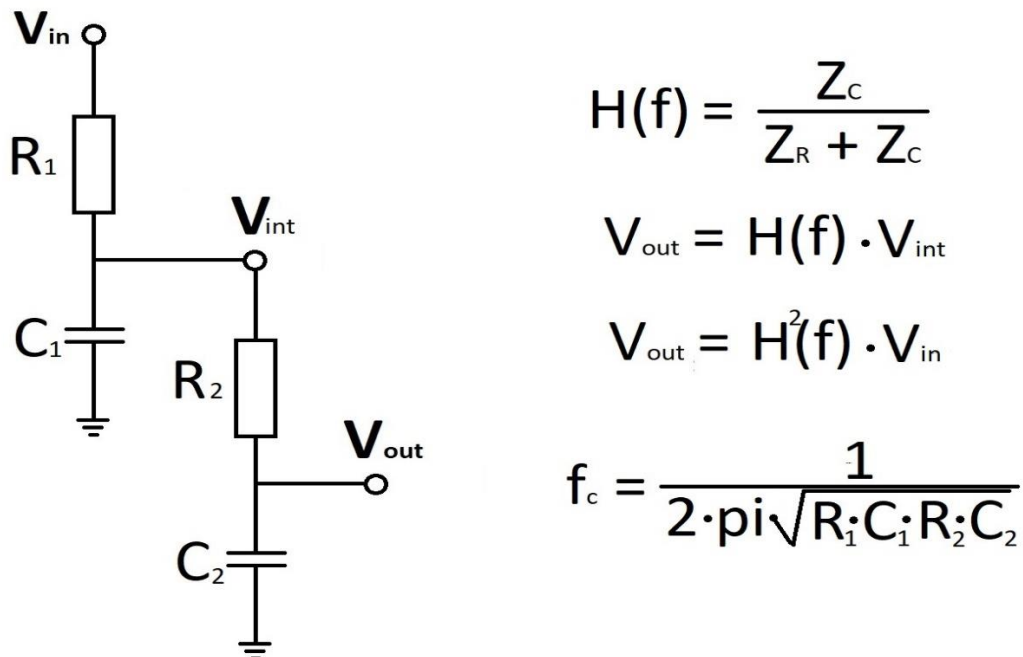 Vin
R1
Vint
C1
R2
Vout
C2
H(f) = ZC / ZR + ZC
Vout = H(f) · Vint
Vout = H²(f) · Vin
fc = 1 / 2·pi·√R1·C1·R2·C2